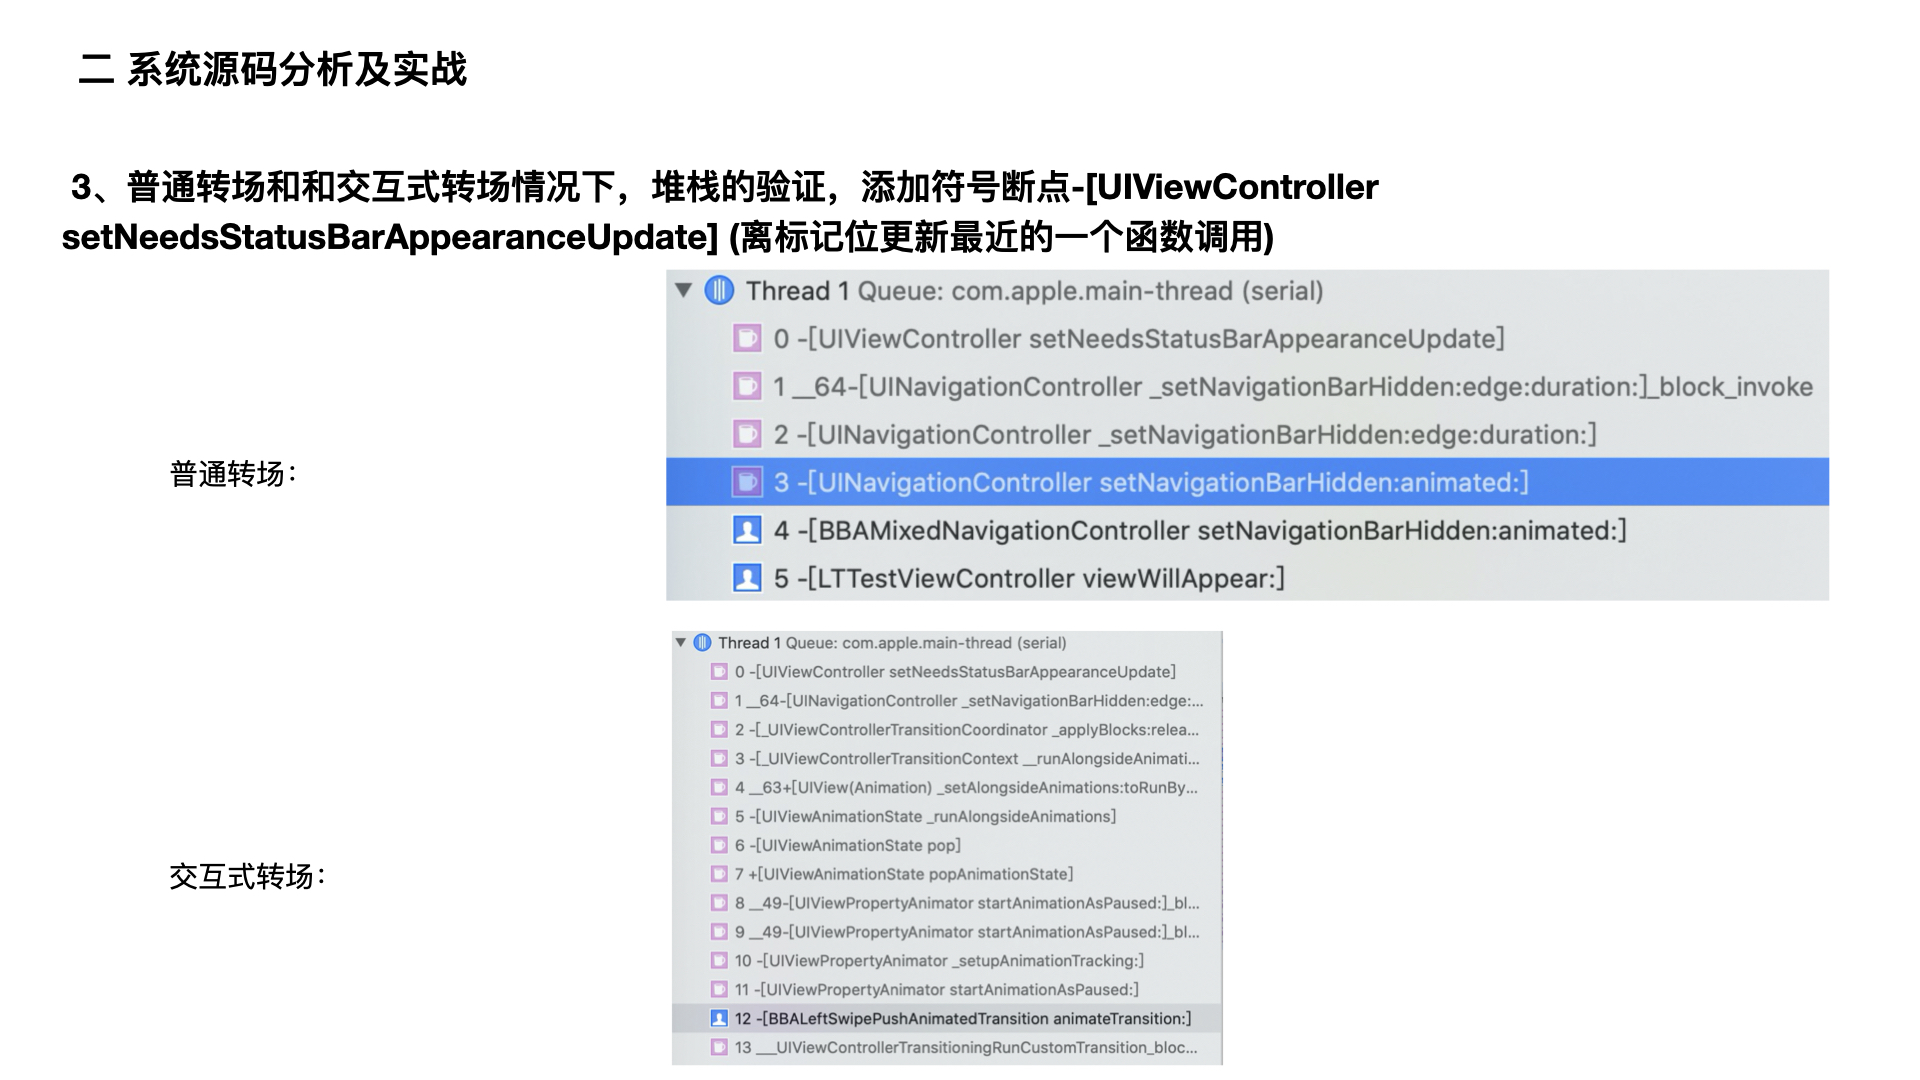 二 系统源码分析及实战
3、普通转场和和交互式转场情况下，堆栈的验证，添加符号断点-[UIViewController
setNeedsStatusBarAppearanceUpdate] (离标记位更新最近的一个函数调用)
普通转场：
Thread 1 Queue: com.apple.main-thread (serial)
0 -[UIViewController setNeedsStatusBarAppearanceUpdate]
1 __64-[UINavigationController _setNavigationBarHidden:edge:duration:]_block_invoke
2 -[UINavigationController _setNavigationBarHidden:edge:duration:]
3 -[UINavigationController setNavigationBarHidden:animated:]
4 -[BBAMixedNavigationController setNavigationBarHidden:animated:]
5 -[LTTestViewController viewWillAppear:]
交互式转场：
Thread 1 Queue: com.apple.main-thread (serial)
0 -[UIViewController setNeedsStatusBarAppearanceUpdate]
1 __64-[UINavigationController _setNavigationBarHidden:edge:...
2 -[_UIViewControllerTransitionCoordinator _applyBlocks:relea...
3 -[_UIViewControllerTransitionContext __runAlongsideAnimati...
4 __63+[UIView(Animation) _setAlongsideAnimations:toRunBy...
5 -[UIViewAnimationState _runAlongsideAnimations]
6 -[UIViewAnimationState pop]
7 +[UIViewAnimationState popAnimationState]
8 __49-[UIViewPropertyAnimator startAnimationAsPaused:]_bl...
9 __49-[UIViewPropertyAnimator startAnimationAsPaused:]_bl...
10 -[UIViewPropertyAnimator _setupAnimationTracking:]
11 -[UIViewPropertyAnimator startAnimationAsPaused:]
12 -[BBALeftSwipePushAnimatedTransition animateTransition:]
13 ___UIViewControllerTransitioningRunCustomTransition_bloc...